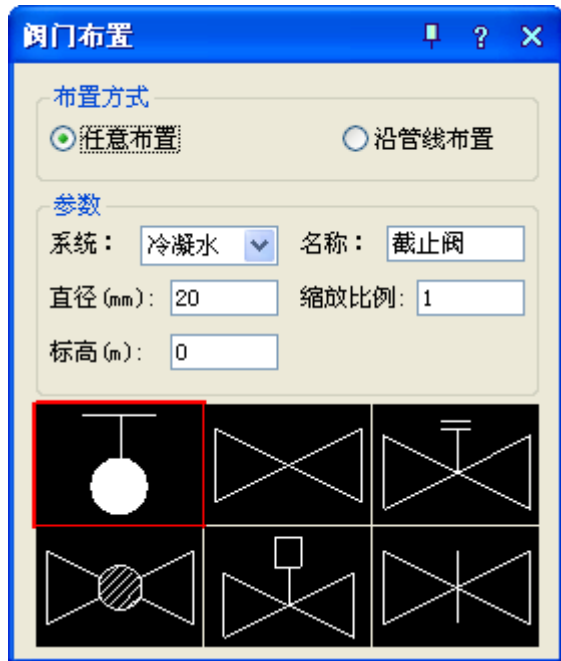 阀门布置 ?
布置方式
任意布置 沿管线布置
参数
系统： 冷凝水 名称： 截止阀
直径(mm): 20 缩放比例: 1
标高(m): 0